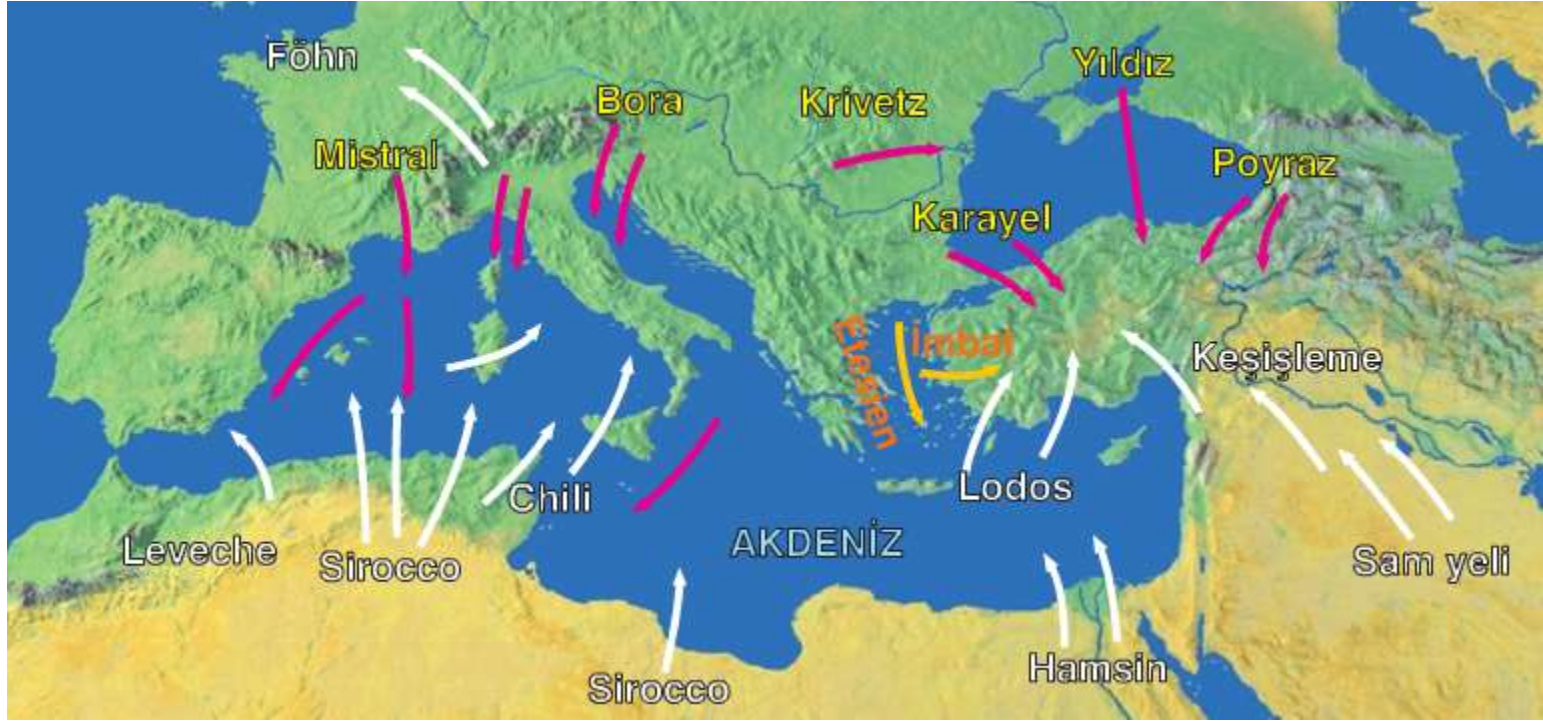 Föhn
Yıldız
Bora
Krivetz
Mistral
Poyraz
Karayel
Etesien
İmbat
Keşişleme
Chili
Lodos
Leveche
Sirocco
AKDENİZ
Sam yeli
Sirocco
Hamsin